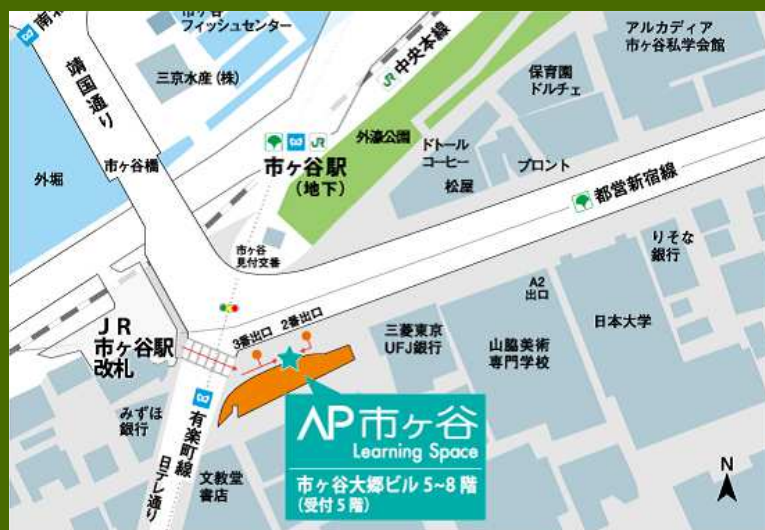 南北
市ヶ谷
フィッシュセンター
三京水産(株)
靖国通り
JR 中央本線
アルカディア
市ヶ谷私学会館
保育園
ドルチェ
外濠公園
ドトール
コーヒー
松屋
プロント
JR
市ヶ谷駅
(地下)
市ヶ谷橋
外堀
都営新宿線
市ヶ谷
見付交番
りそな
銀行
A2
出口
日本大学
3番出口
2番出口
三菱東京
UFJ銀行
山脇美術
専門学校
JR
市ヶ谷駅
改札
みずほ
銀行
有楽町線
日テレ通り
文教堂
書店
AP市ヶ谷
Learning Space
市ヶ谷大郷ビル 5~8 階
(受付 5 階)
N